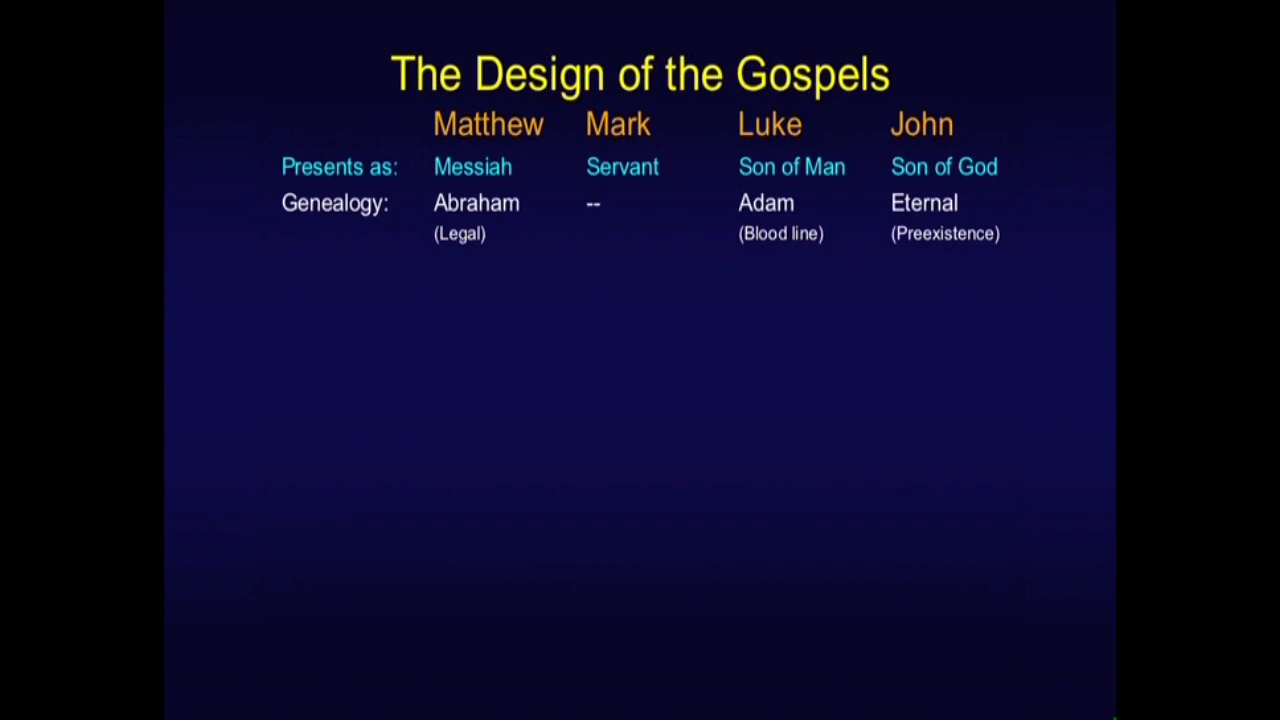 The Design of the Gospels
Matthew Mark Luke John
Presents as: Messiah Servant Son of Man Son of God
Genealogy: Abraham -- Adam Eternal
(Legal) (Blood line) (Preexistence)